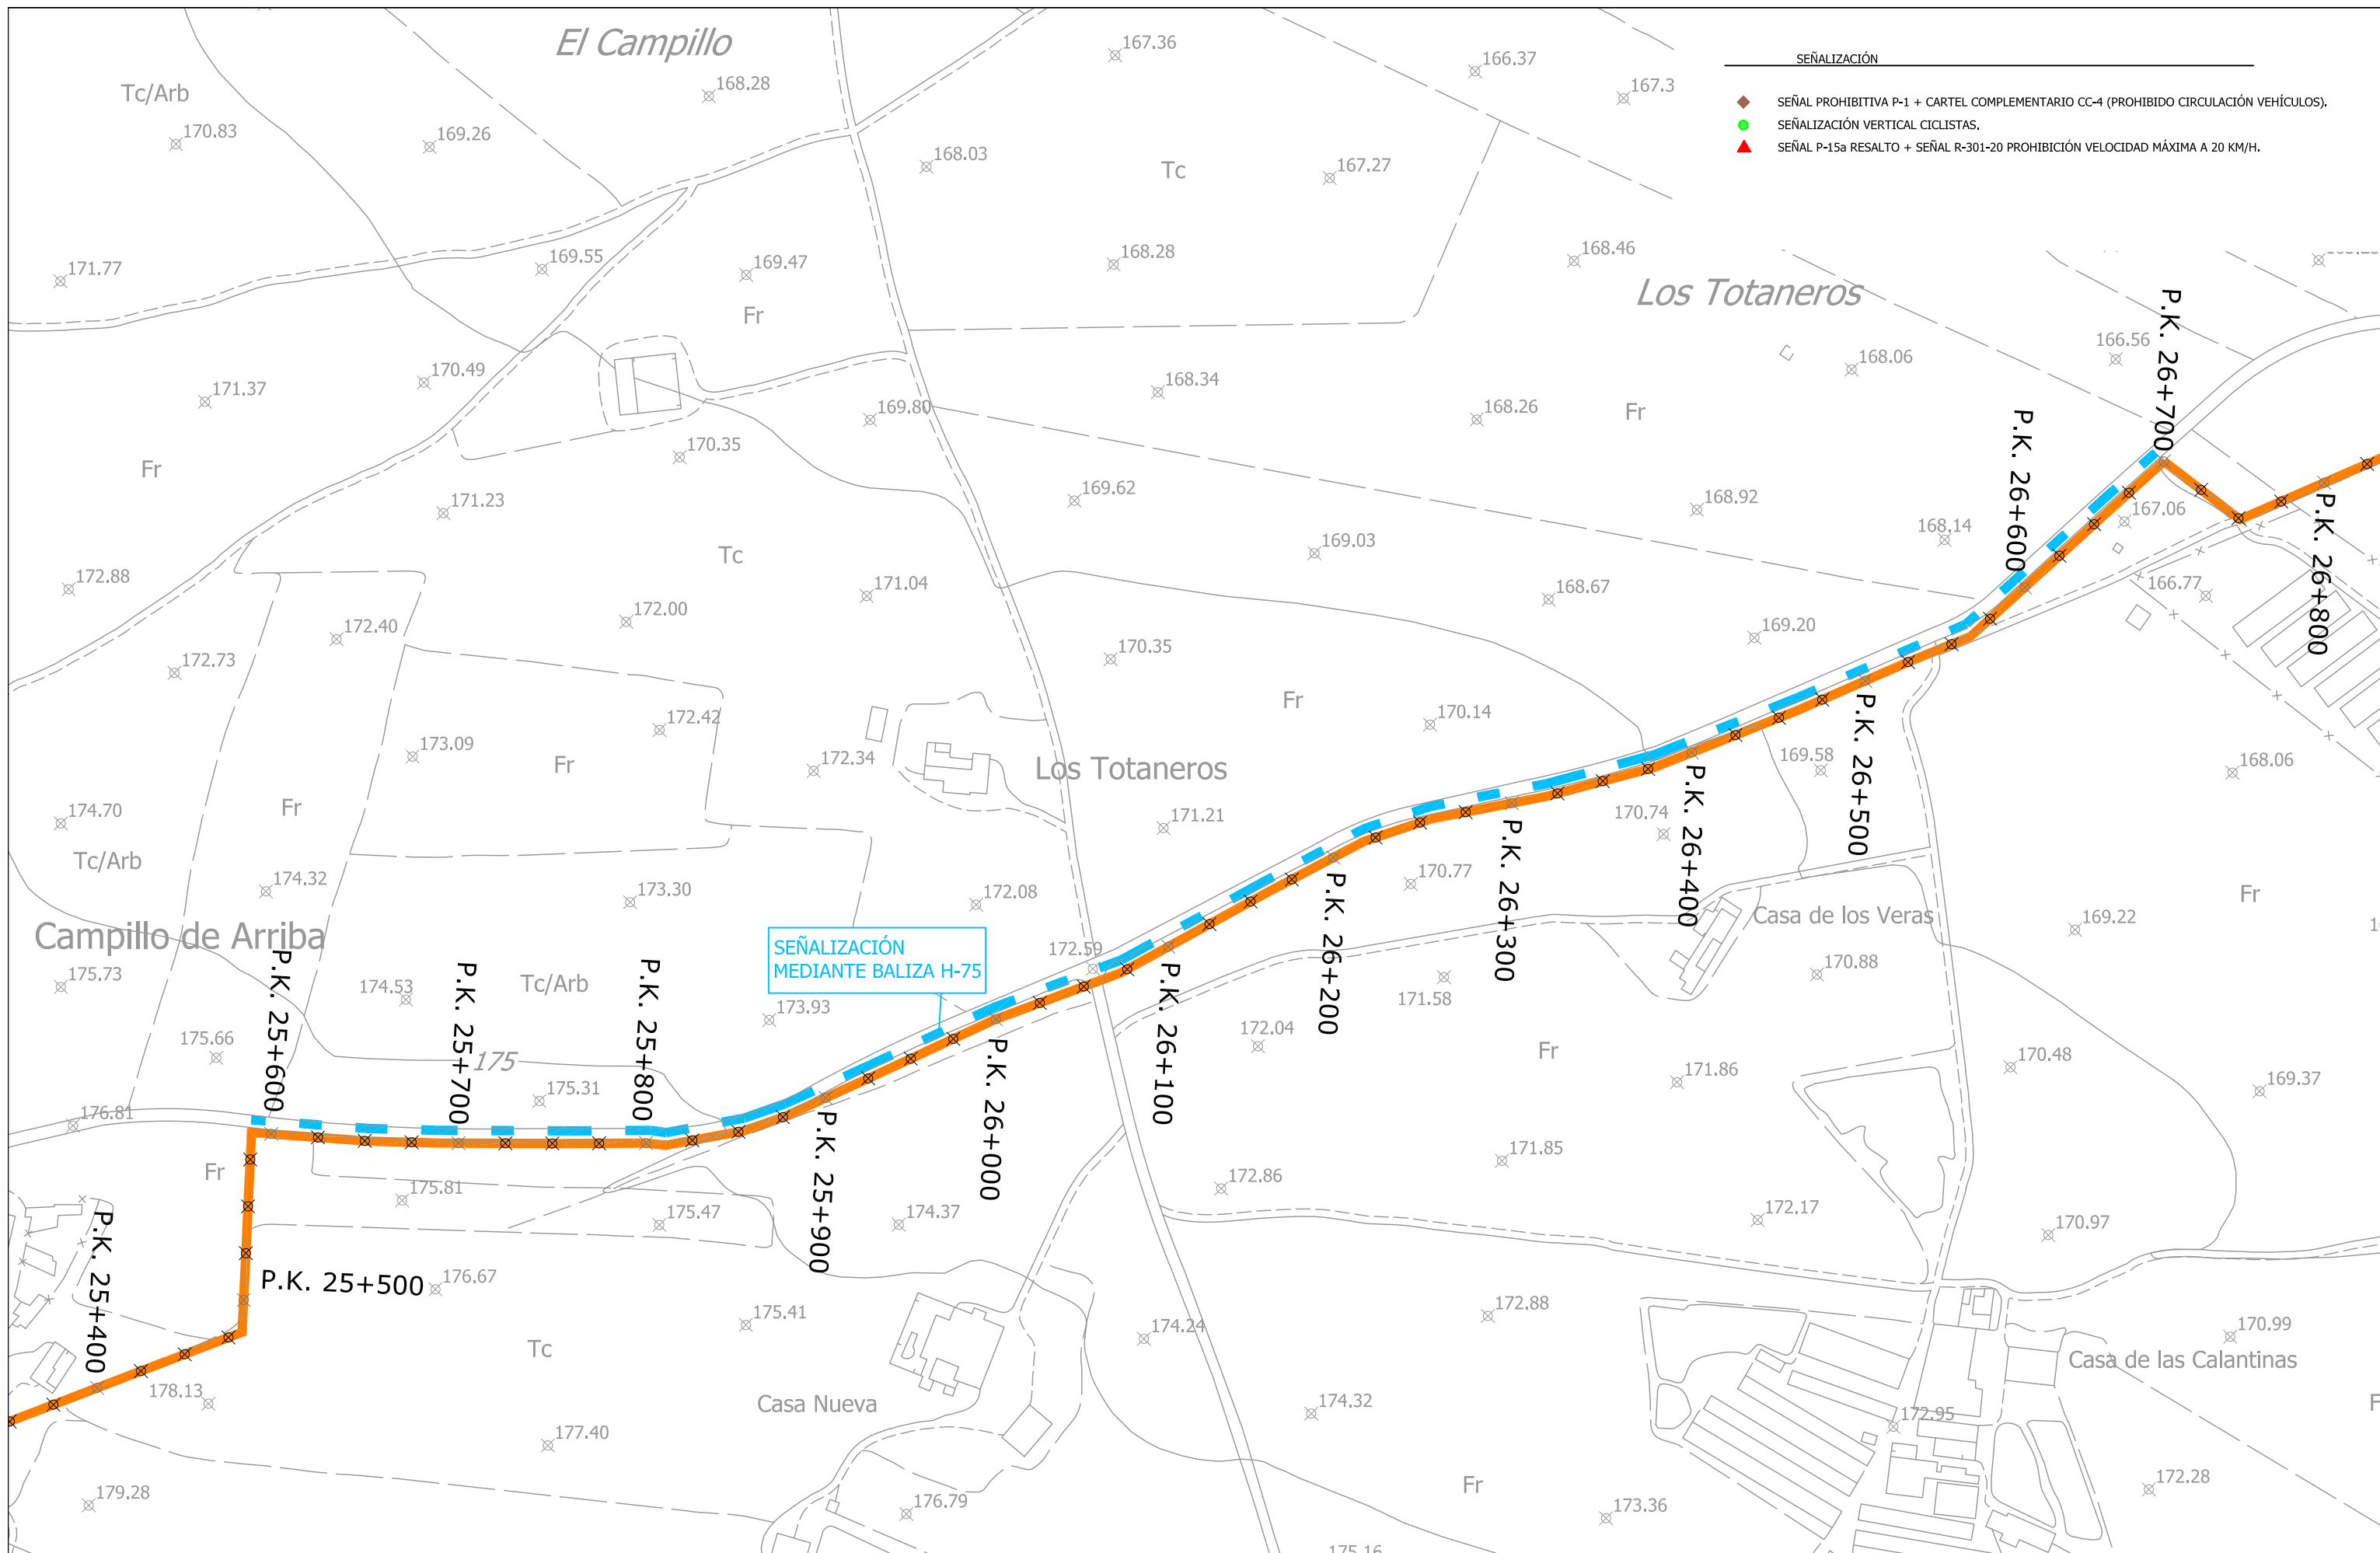 El Campillo
167.36
166.37
SEÑALIZACIÓN
168.28
167.3
Tc/Arb
SEÑAL PROHIBITIVA P-1 + CARTEL COMPLEMENTARIO CC-4 (PROHIBIDO CIRCULACIÓN VEHÍCULOS).
170.83
169.26
SEÑALIZACIÓN VERTICAL CICLISTAS.
168.03
SEÑAL P-15a RESALTO + SEÑAL R-301-20 PROHIBICIÓN VELOCIDAD MÁXIMA A 20 KM/H.
Tc
167.27
171.77
169.55
169.47
168.28
168.46
Los Totaneros
Fr
P.K. 26+700
166.56
168.06
170.49
171.37
168.34
169.80
168.26
Fr
170.35
Fr
P.K. 26+600
171.23
169.62
168.92
167.06
168.14
P.K. 26+800
169.03
Tc
172.88
171.04
168.67
166.77
172.40
172.00
169.20
172.73
170.35
Fr
172.42
170.14
173.09
Fr
172.34
Los Totaneros
169.58
P.K. 26+500
168.06
174.70
Fr
171.21
170.74
P.K. 26+400
Tc/Arb
174.32
173.30
172.08
170.77
P.K. 26+300
Fr
Campillo de Arriba
SEÑALIZACIÓN
MEDIANTE BALIZA H-75
172.59
P.K. 26+200
Casa de los Veras
169.22
175.73
174.53
Tc/Arb
170.88
171.58
P.K. 25+600
P.K. 25+700
P.K. 25+800
173.93
P.K. 26+100
172.04
175.66
175
P.K. 26+000
Fr
170.48
171.86
169.37
175.31
176.81
P.K. 25+900
Fr
171.85
175.81
172.86
175.47
174.37
172.17
170.97
P.K. 25+400
P.K. 25+500
176.67
175.41
174.24
172.88
170.99
Tc
Casa de las Calantinas
178.13
Casa Nueva
174.32
172.95
177.40
Fr
172.28
179.28
176.79
173.36
175.16